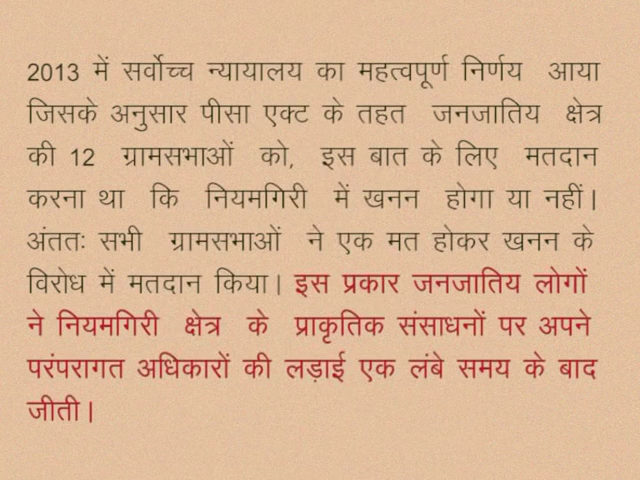 2013 में सर्वोच्च न्यायालय का महत्वपूर्ण निर्णय आया
जिसके अनुसार पीसा एक्ट के तहत जनजातिय क्षेत्र
की 12 ग्रामसभाओं को, इस बात के लिए मतदान
करना था कि नियमगिरी में खनन होगा या नहीं।
अंततः सभी ग्रामसभाओं ने एक मत होकर खनन के
विरोध में मतदान किया। इस प्रकार जनजातिय लोगों
ने नियमगिरी क्षेत्र के प्राकृतिक संसाधनों पर अपने
परंपरागत अधिकारों की लड़ाई एक लंबे समय के बाद
जीती।